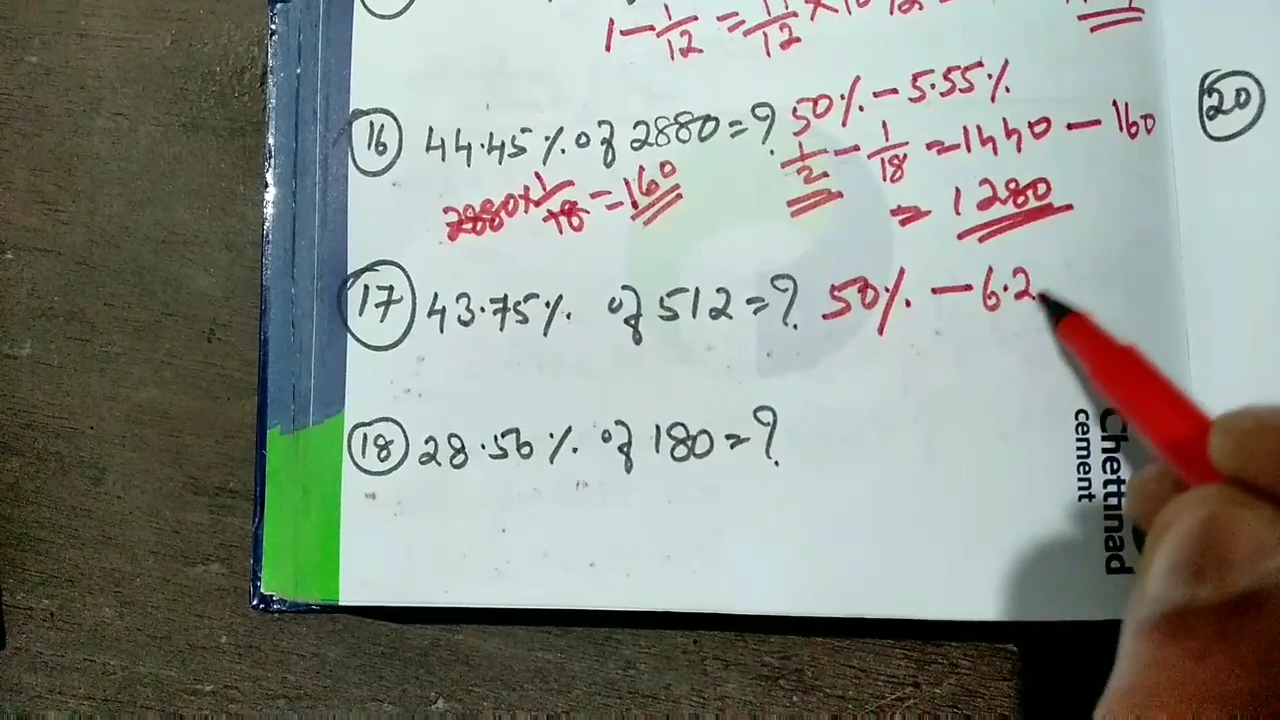 1 - 1/12 = 11/12 ×
16 44.45% of 2880 = ? 50% - 5.55%
1/2 - 1/18 = 1440 - 160
2880 × 1/18 = 160
= 1280
17 43.75% of 512 = ? 50% - 6.2
18 28.56% of 180 = ?
20
Chettinad
cement